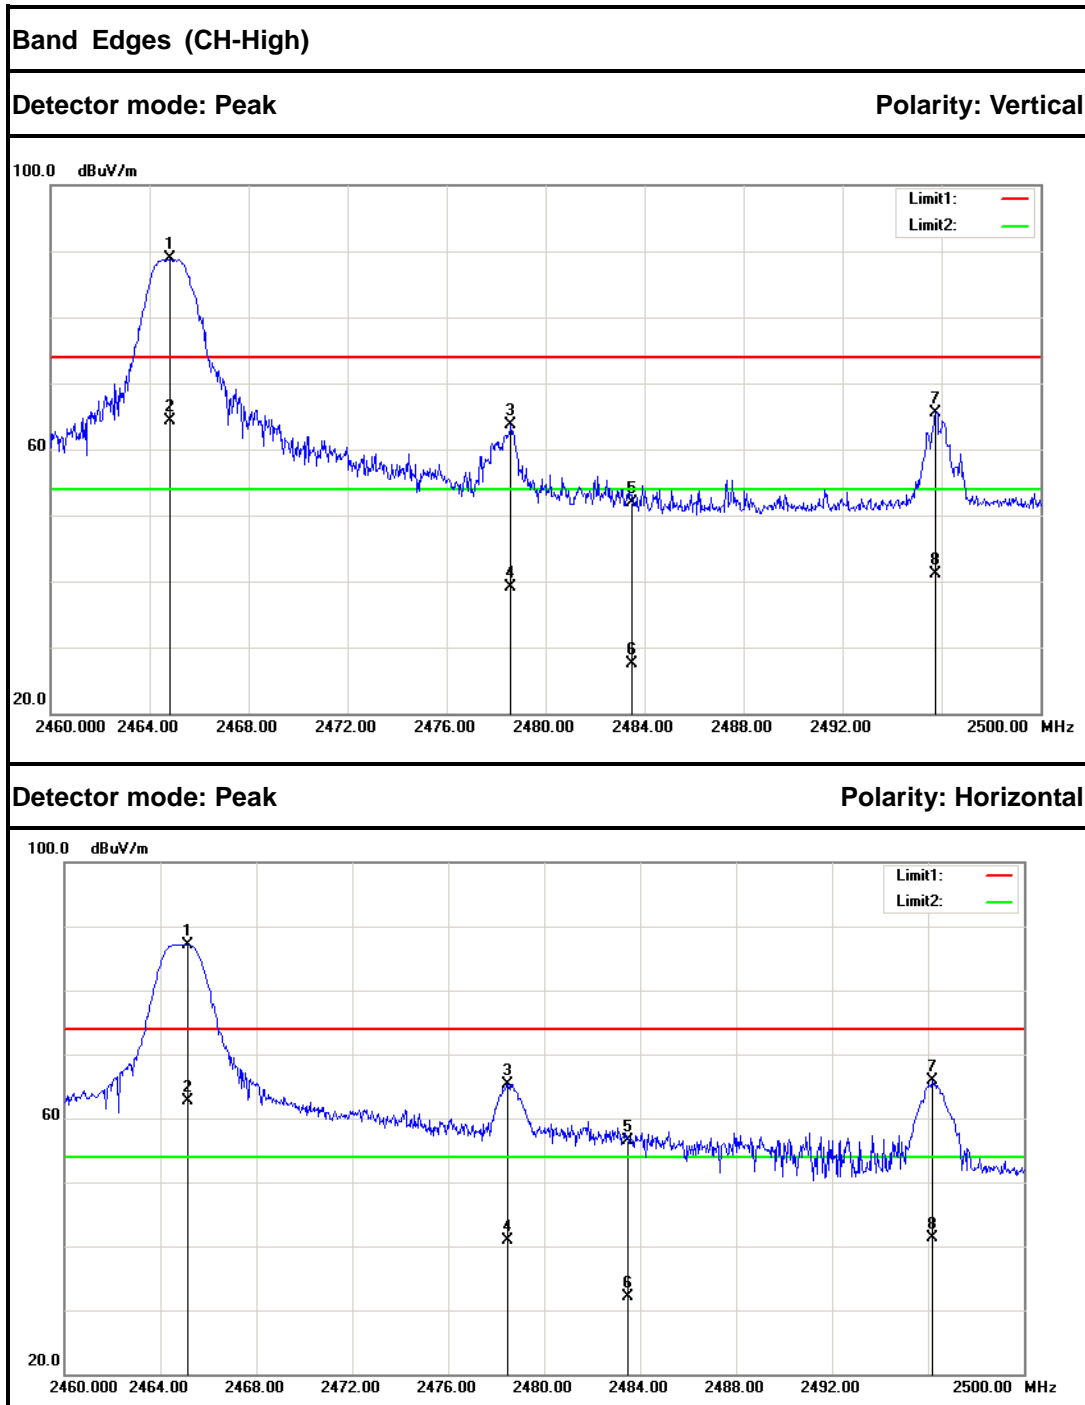 Band Edges (CH-High)
Detector mode: Peak Polarity: Vertical
100.0 dBuV/m
Limit1:
Limit2:
1
2
3
4
5
6
7
8
60
20.0
2460.000 2464.00 2468.00 2472.00 2476.00 2480.00 2484.00 2488.00 2492.00 2500.00 MHz
Detector mode: Peak Polarity: Horizontal
100.0 dBuV/m
Limit1:
Limit2:
1
2
3
4
5
6
7
8
60
20.0
2460.000 2464.00 2468.00 2472.00 2476.00 2480.00 2484.00 2488.00 2492.00 2500.00 MHz